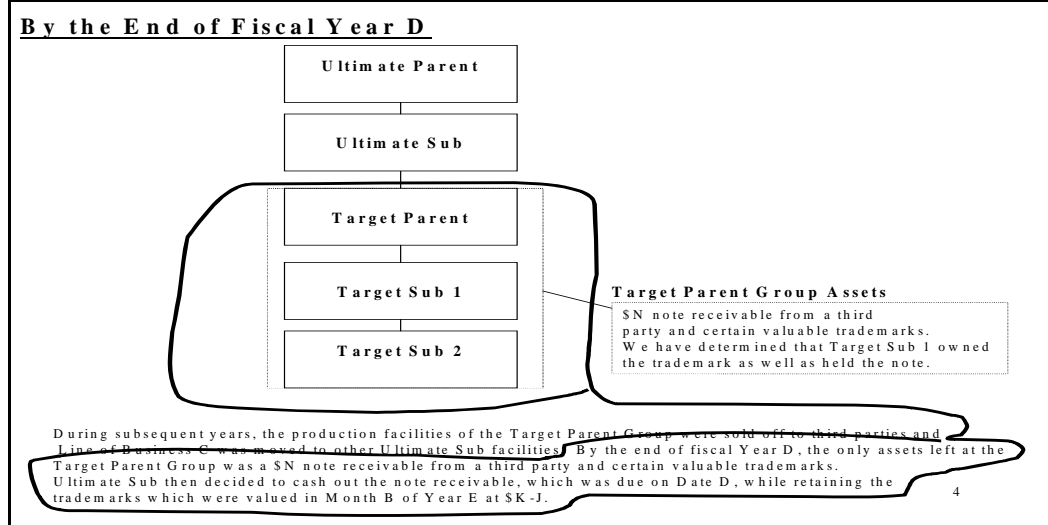 By the End of Fiscal Year D
Ultimate Parent
Ultimate Sub
Target Parent
Target Sub 1
Target Sub 2
Target Parent Group Assets
$N note receivable from a third
party and certain valuable trademarks.
We have determined that Target Sub 1 owned
the trademark as well as held the note.
During subsequent years, the production facilities of the Target Parent Group were sold off to third parties and
Line of Business C was moved to other Ultimate Sub facilities. By the end of fiscal Year D, the only assets left at the
Target Parent Group was a $N note receivable from a third party and certain valuable trademarks.
Ultimate Sub then decided to cash out the note receivable, which was due on Date D, while retaining the
trademarks which were valued in Month B of Year E at $K-J.
4